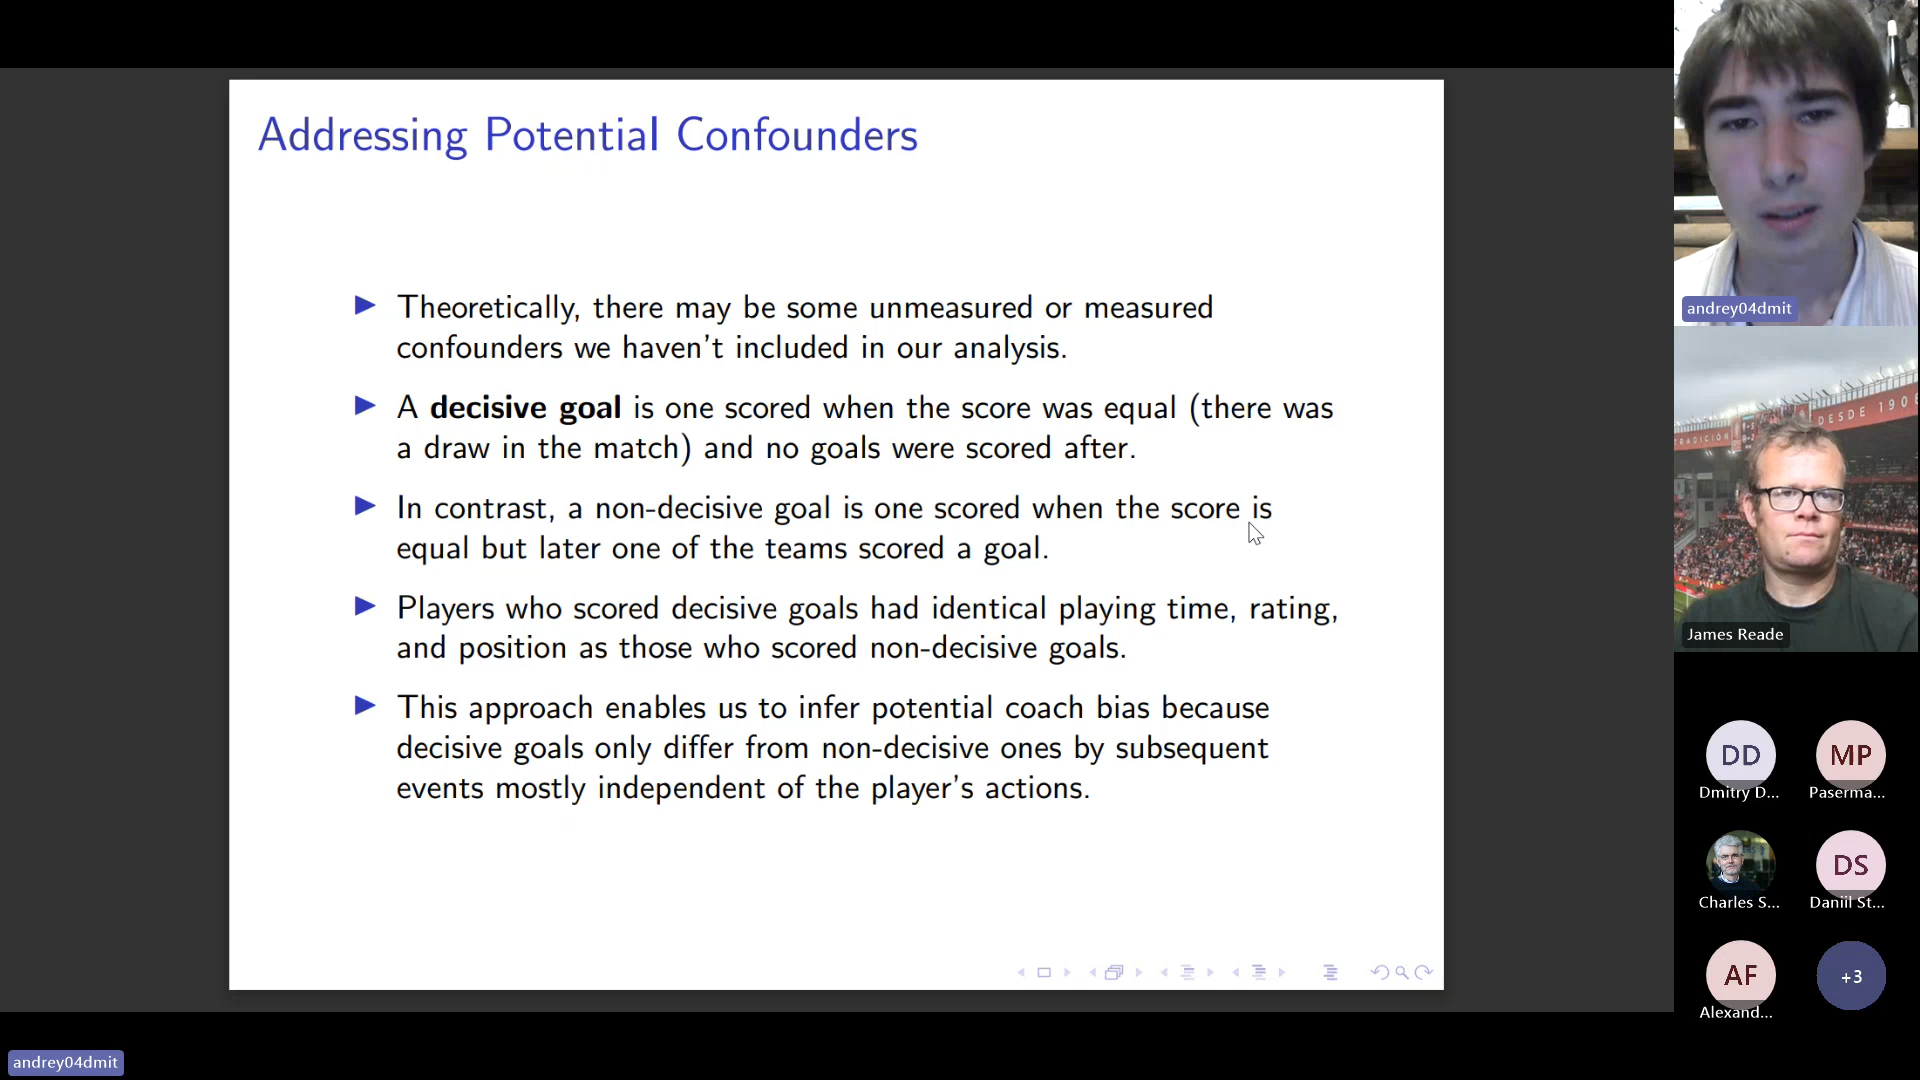 Addressing Potential Confounders
Theoretically, there may be some unmeasured or measured
confounders we haven't included in our analysis.
A decisive goal is one scored when the score was equal (there was
a draw in the match) and no goals were scored after.
In contrast, a non-decisive goal is one scored when the score is
equal but later one of the teams scored a goal.
Players who scored decisive goals had identical playing time, rating,
and position as those who scored non-decisive goals.
This approach enables us to infer potential coach bias because
decisive goals only differ from non-decisive ones by subsequent
events mostly independent of the player's actions.
andrey04dmit
DESDE 1908
TRADICIÓN
James Reade
DD
Dmitry D...
MP
Paserma...
Charles S...
DS
Daniil St...
AF
Alexand...
+3
andrey04dmit